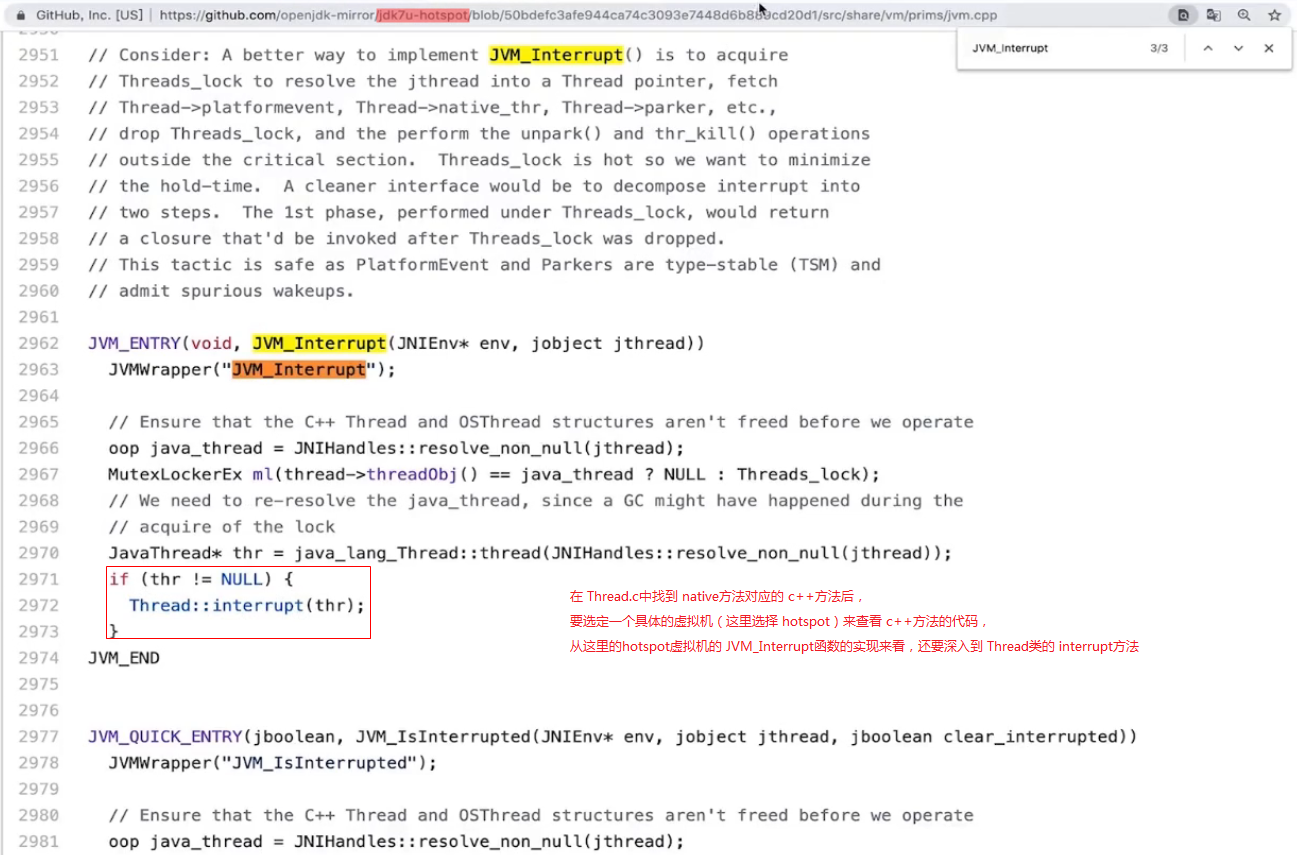 GitHub, Inc. [US] | https://github.com/openjdk-mirror/jdk7u-hotspot/blob/50bdefc3afe944ca74c3093e7448d6b889cd20d1/src/share/vm/prims/jvm.cpp
JVM_Interrupt 3/3
2951 // Consider: A better way to implement JVM_Interrupt() is to acquire
2952 // Threads_lock to resolve the jthread into a Thread pointer, fetch
2953 // Thread->platformevent, Thread->native_thr, Thread->parker, etc.,
2954 // drop Threads_lock, and the perform the unpark() and thr_kill() operations
2955 // outside the critical section.  Threads_lock is hot so we want to minimize
2956 // the hold-time.  A cleaner interface would be to decompose interrupt into
2957 // two steps.  The 1st phase, performed under Threads_lock, would return
2958 // a closure that'd be invoked after Threads_lock was dropped.
2959 // This tactic is safe as PlatformEvent and Parkers are type-stable (TSM) and
2960 // admit spurious wakeups.
2961
2962 JVM_ENTRY(void, JVM_Interrupt(JNIEnv* env, jobject jthread))
2963   JVMWrapper("JVM_Interrupt");
2964
2965   // Ensure that the C++ Thread and OSThread structures aren't freed before we operate
2966   oop java_thread = JNIHandles::resolve_non_null(jthread);
2967   MutexLockerEx ml(thread->threadObj() == java_thread ? NULL : Threads_lock);
2968   // We need to re-resolve the java_thread, since a GC might have happened during the
2969   // acquire of the lock
2970   JavaThread* thr = java_lang_Thread::thread(JNIHandles::resolve_non_null(jthread));
2971   if (thr != NULL) {
2972     Thread::interrupt(thr);
2973   }
2974 JVM_END
在 Thread.c中找到 native方法对应的 c++方法后，
要选定一个具体的虚拟机（这里选择 hotspot）来查看 c++方法的代码，
从这里的hotspot虚拟机的 JVM_Interrupt函数的实现来看，还要深入到 Thread类的 interrupt方法
2975
2976
2977 JVM_QUICK_ENTRY(jboolean, JVM_IsInterrupted(JNIEnv* env, jobject jthread, jboolean clear_interrupted))
2978   JVMWrapper("JVM_IsInterrupted");
2979
2980   // Ensure that the C++ Thread and OSThread structures aren't freed before we operate
2981   oop java_thread = JNIHandles::resolve_non_null(jthread);